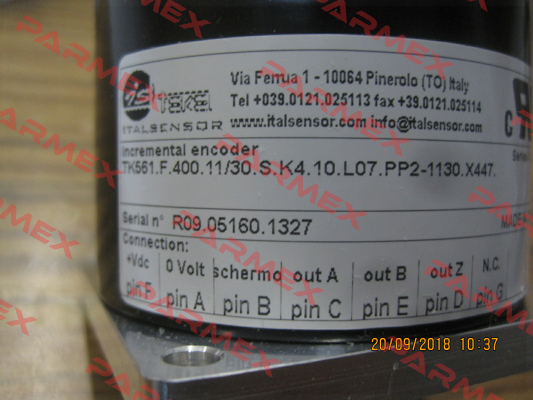 PARMEX
iS TEKEL
ITALSENSOR
Via Ferrua 1 - 10064 Pinerolo (TO) Italy
Tel +039.0121.025113 fax +39.0121.025114
www.italsensor.com info@italsensor.com
Incremental encoder
TK561.F.400.11/30.S.K4.10.L07.PP2-1130.X447.
Serial n° R09.05160.1327
MADE
Connection:
+Vdc 0 Volt schermo out A out B out Z N.C.
pin F pin A pin B pin C pin E pin D pin G
20/09/2018 10:37